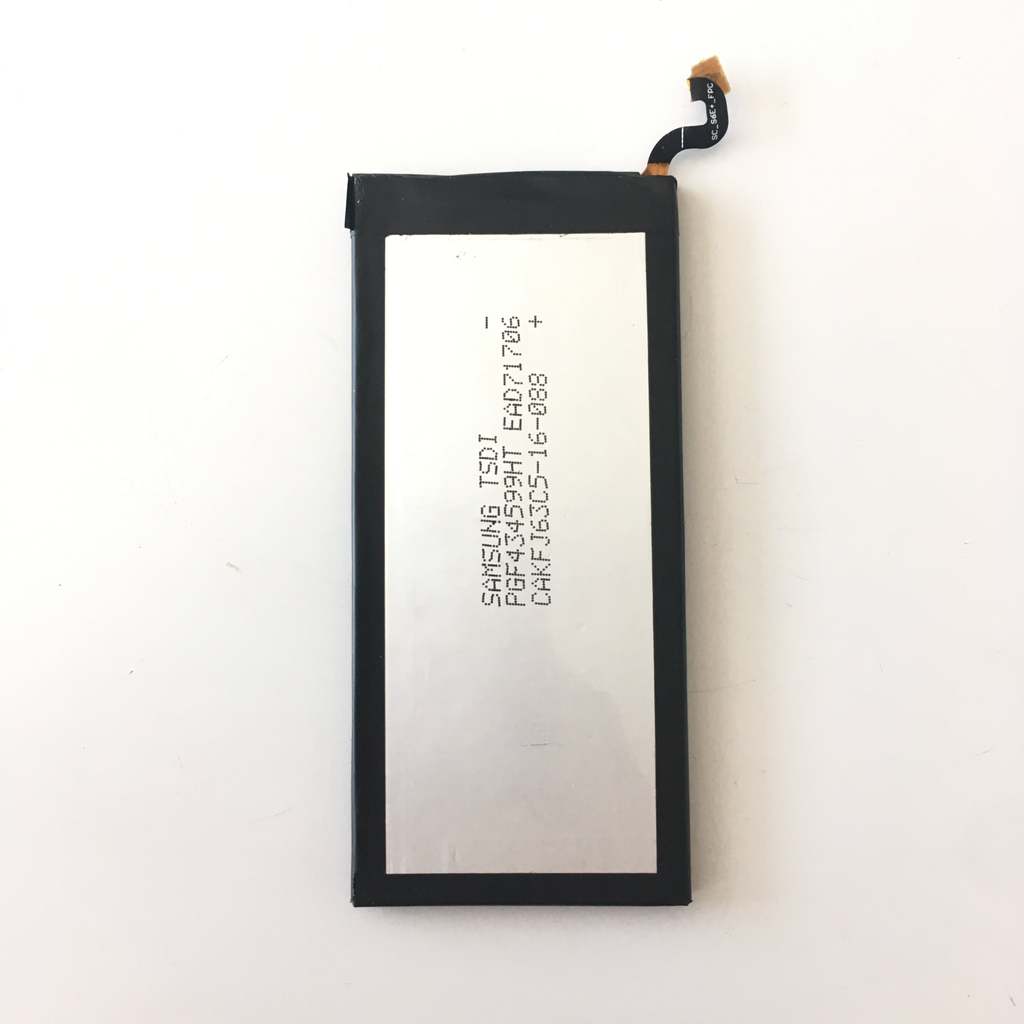 SAMSUNG TSDI -
PGF434599HT EAD71706
CAKFJ63C5-16-088 +
SC_S6E+_FPC